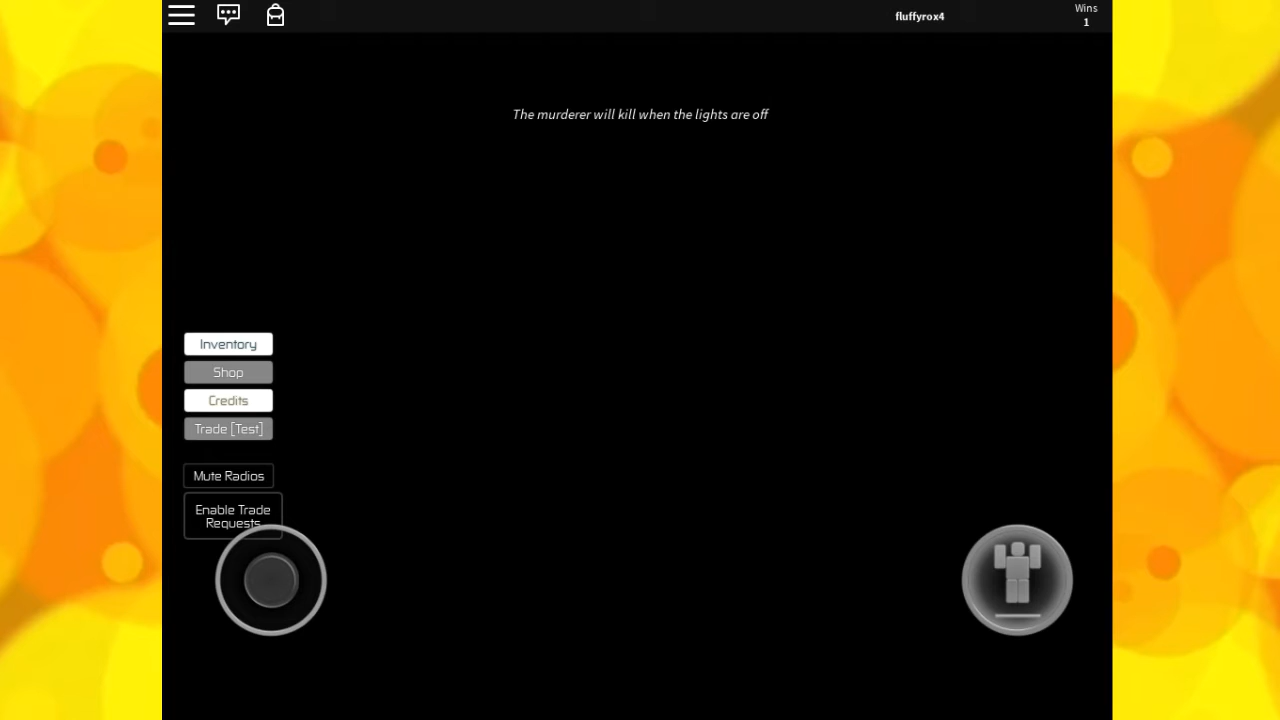 fluffyrox4
Wins
1
The murderer will kill when the lights are off
Inventory
Shop
Credits
Trade [Test]
Mute Radios
Enable Trade
Requests